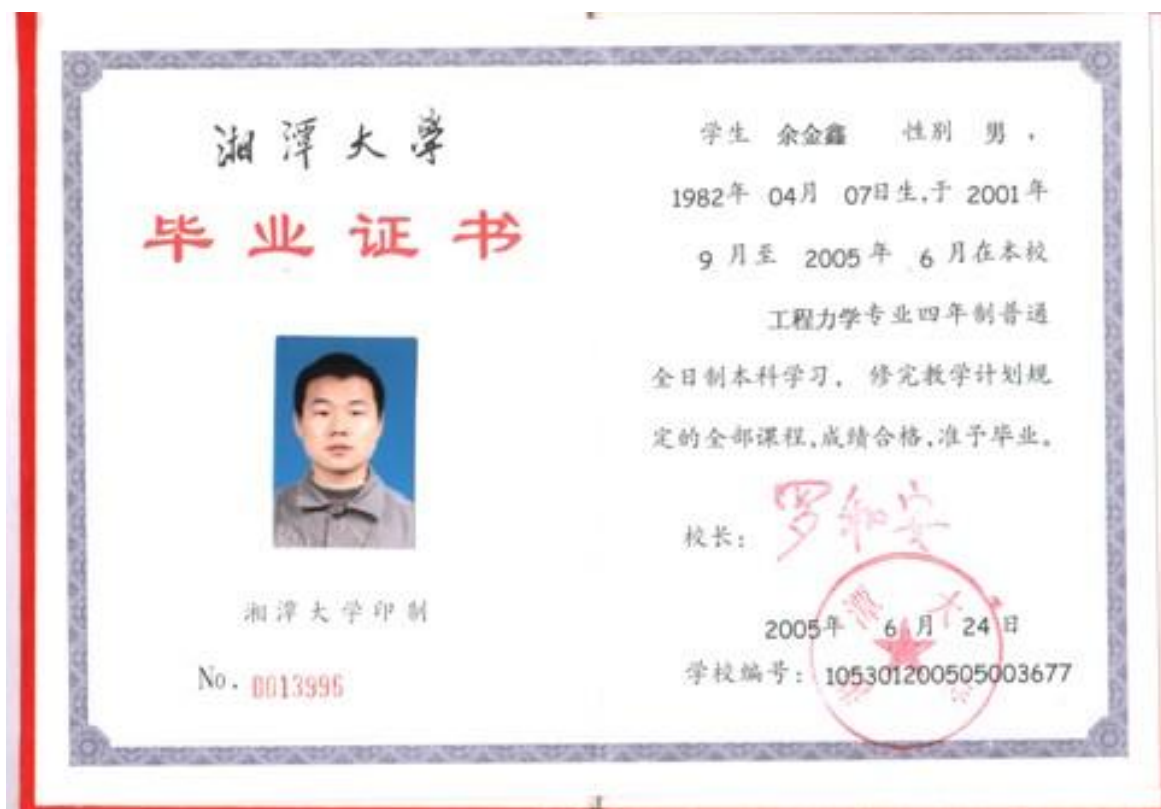 湘潭大学
毕业证书
湘潭大学印制
No. 0013996
学生 余金鑫 性别 男，
1982年 04月 07日生,于 2001年
9 月至 2005年 6 月在本校
工程力学专业四年制普通
全日制本科学习， 修完教学计划规
定的全部课程,成绩合格,准予毕业。
校长： 罗和安
2005年 6 月 24日
学校编号：105301200505003677